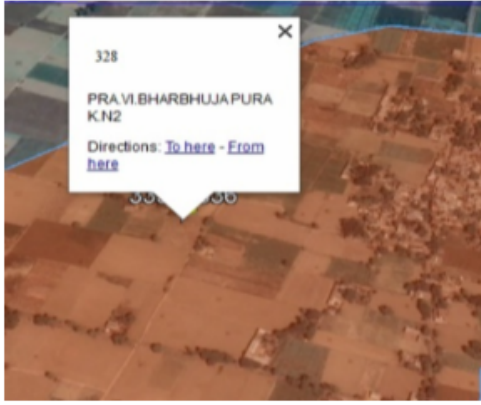 328
PRA.VI.BHARBHUJA PURA
K.N2
Directions: To here - From
here